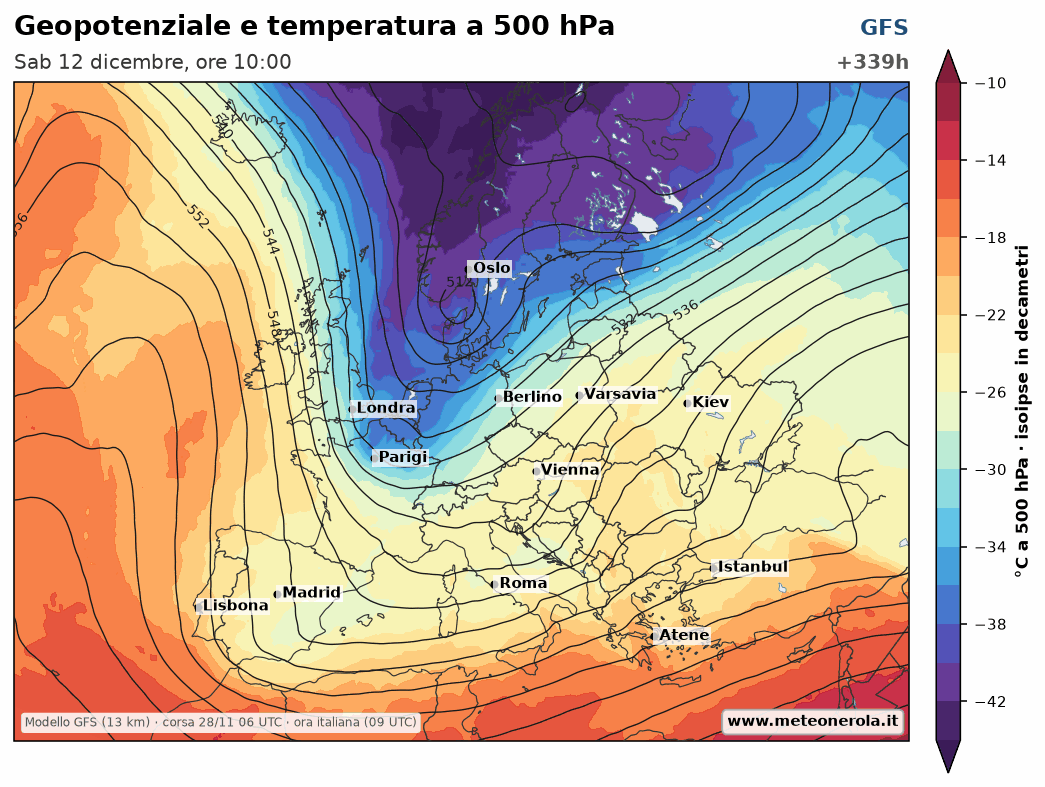 Geopotenziale e temperatura a 500 hPa
GFS
Sab 12 dicembre, ore 10:00
+339h
540
552
544
548
512
532
536
Oslo
Londra
Berlino
Varsavia
Kiev
Parigi
Vienna
Istanbul
Roma
Madrid
Lisbona
Atene
Modello GFS (13 km) · corsa 28/11 06 UTC · ora italiana (09 UTC)
www.meteonerola.it
−10
−14
−18
−22
−26
−30
−34
−38
−42
°C a 500 hPa · isoipse in decametri